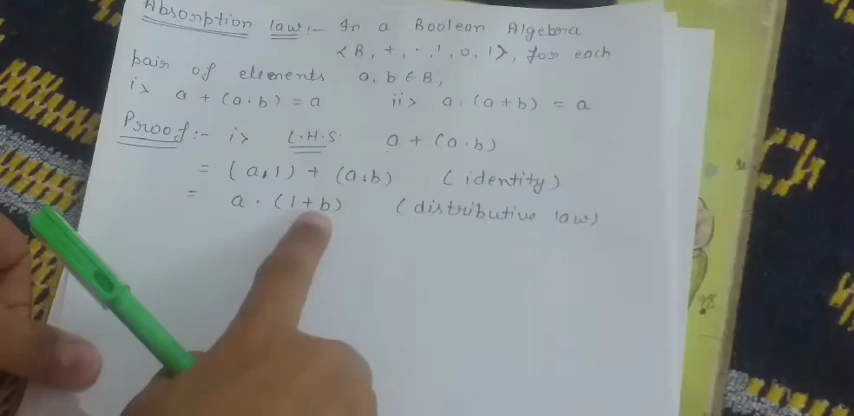 Absorption law :- In a Boolean Algebra
<B, +, ·, ', 0, 1>, for each
pair of elements a, b ∈ B,
i> a + (a · b) = a ii> a · (a + b) = a
Proof :- i> L.H.S. a + (a · b)
= (a · 1) + (a · b) (identity)
= a · (1 + b) (distributive law)